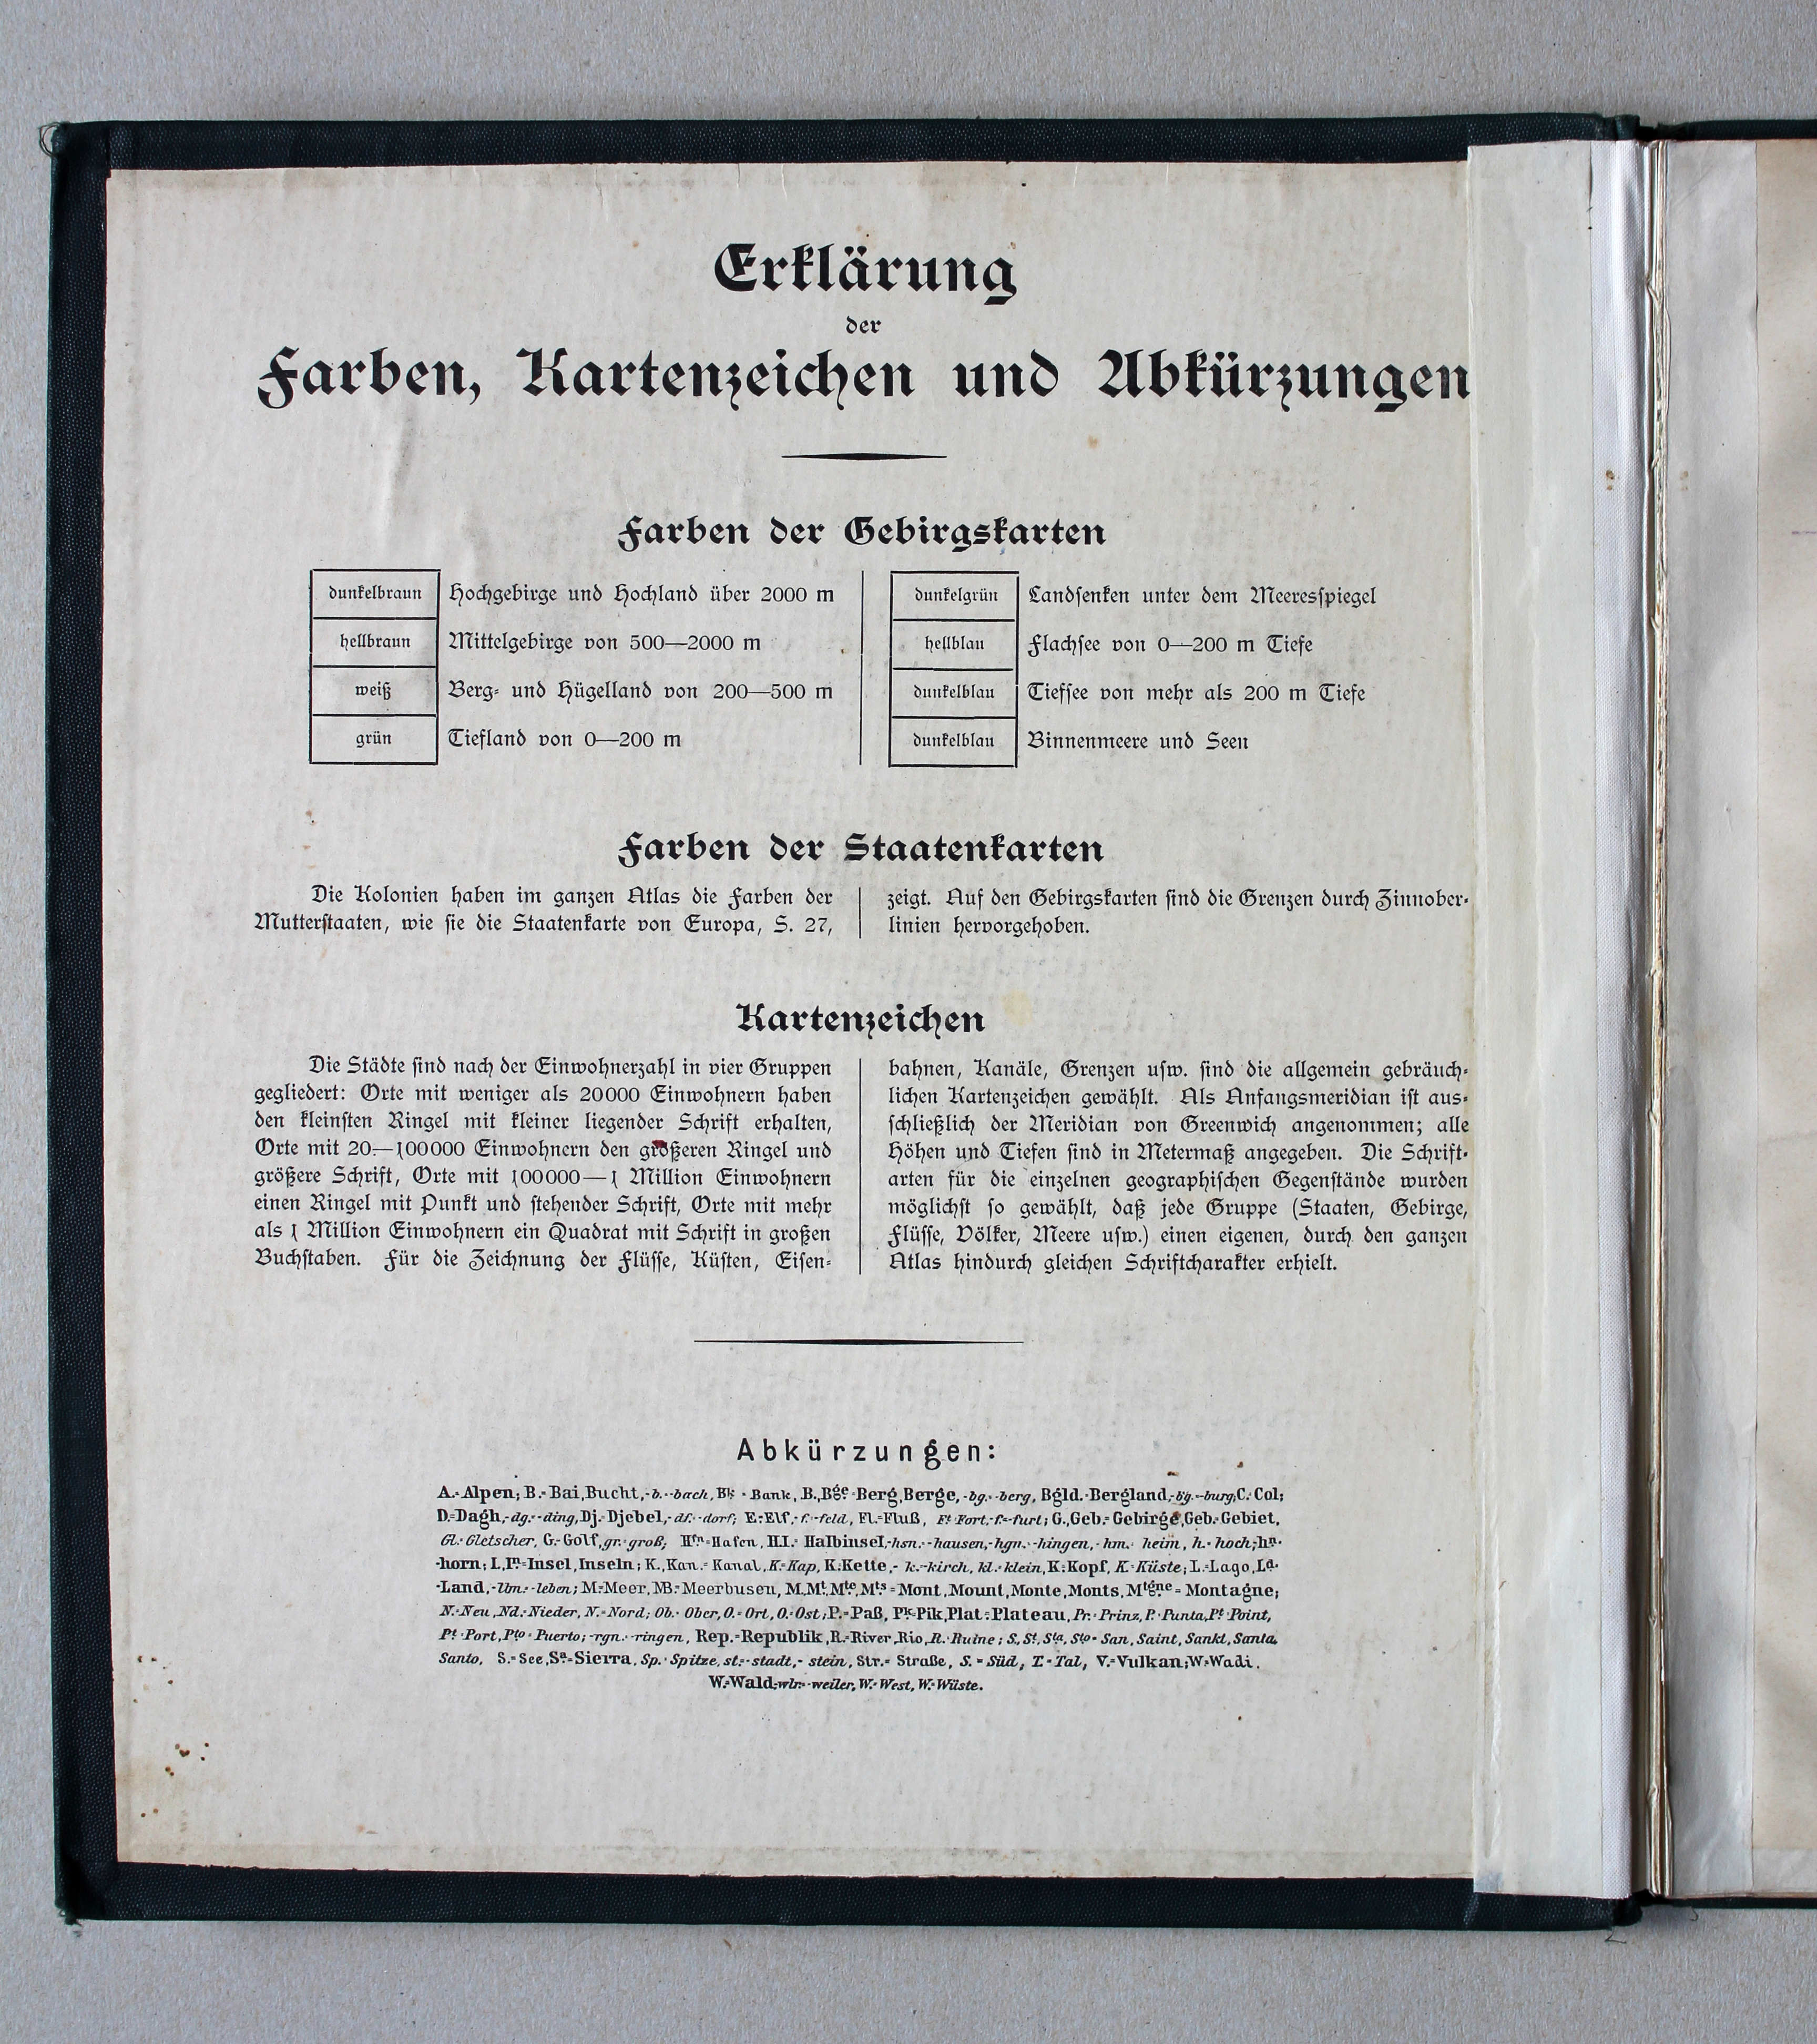 Erklärung
der
Farben, Kartenzeichen und Abkürzungen
Farben der Gebirgskarten
dunkelbraun Hochgebirge und Hochland über 2000 m
hellbraun Mittelgebirge von 500—2000 m
weiß Berg- und Hügelland von 200—500 m
grün Tiefland von 0—200 m
dunkelgrün Landsenken unter dem Meeresspiegel
hellblau Flachsee von 0—200 m Tiefe
dunkelblau Tiefsee von mehr als 200 m Tiefe
dunkelblau Binnenmeere und Seen
Farben der Staatenkarten
Die Kolonien haben im ganzen Atlas die Farben der
Mutterstaaten, wie sie die Staatenkarte von Europa, S. 27,
zeigt. Auf den Gebirgskarten sind die Grenzen durch Zinnober-
linien hervorgehoben.
Kartenzeichen
Die Städte sind nach der Einwohnerzahl in vier Gruppen
gegliedert: Orte mit weniger als 20000 Einwohnern haben
den kleinsten Ringel mit kleiner liegender Schrift erhalten,
Orte mit 20—100000 Einwohnern den größeren Ringel und
größere Schrift, Orte mit 100000—1 Million Einwohnern
einen Ringel mit Punkt und stehender Schrift, Orte mit mehr
als 1 Million Einwohnern ein Quadrat mit Schrift in großen
Buchstaben. Für die Zeichnung der Flüsse, Küsten, Eisen-
bahnen, Kanäle, Grenzen usw. sind die allgemein gebräuch-
lichen Kartenzeichen gewählt. Als Anfangsmeridian ist aus-
schließlich der Meridian von Greenwich angenommen; alle
Höhen und Tiefen sind in Metermaß angegeben. Die Schrift-
arten für die einzelnen geographischen Gegenstände wurden
möglichst so gewählt, daß jede Gruppe (Staaten, Gebirge,
Flüsse, Völker, Meere usw.) einen eigenen, durch den ganzen
Atlas hindurch gleichen Schriftcharakter erhielt.
Abkürzungen:
A.=Alpen; B.=Bai, Bucht, -b.=-bach, Bk.=Bank, B., Bge=Berg, Berge, -bg.=-berg, Bgld.=Bergland, -bg.=-burg, C.=Col;
D.=Dagh, -dg.=-ding, Dj.=Djebel, -df.=-dorf; E.=Elf, -f.=-feld, Fl.=Fluß, Ft=Fort, -f.=-furt; G., Geb.=Gebirge, Geb.=Gebiet,
Gl.=Gletscher, G.=Golf, gr.=groß; Hfn=Hafen, H.I.=Halbinsel, -hsn.=-hausen, -hgn.=-hingen, -hm.=heim, h.=hoch; hn.=
-horn; I., In.=Insel, Inseln; K., Kan.=Kanal, K.=Kap, K.=Kette, -k.=-kirch, kl.=klein, K.=Kopf, K.=Küste; L.=Lago, Ld.=
-Land, -lbn.=-leben; M.=Meer, MB.=Meerbusen, M. Mt. Mte, Mts=Mont, Mount, Monte, Monts, Mtgne=Montagne;
N.=Neu, Nd.=Nieder, N.=Nord; Ob.=Ober, O.=Ort, O.=Ost; P.=Paß, Pk=Pik, Plat.=Plateau, Pr.=Prinz, P.=Punta, Pt=Point,
Pt=Port, Pto=Puerto; -rgn.=-ringen, Rep.=Republik, R.=River, Rio, R.=Ruine; S., St, Sta, Sto=San, Saint, Sankt, Santa,
Santo, S.=See, Sa=Sierra, Sp.=Spitze, st.=-stadt, -stein, Str.=Straße, S.=Süd, T.=Tal, V.=Vulkan; W.=Wadi,
W.=Wald, -wlr.=-weiler, W.=West, W.=Wüste.